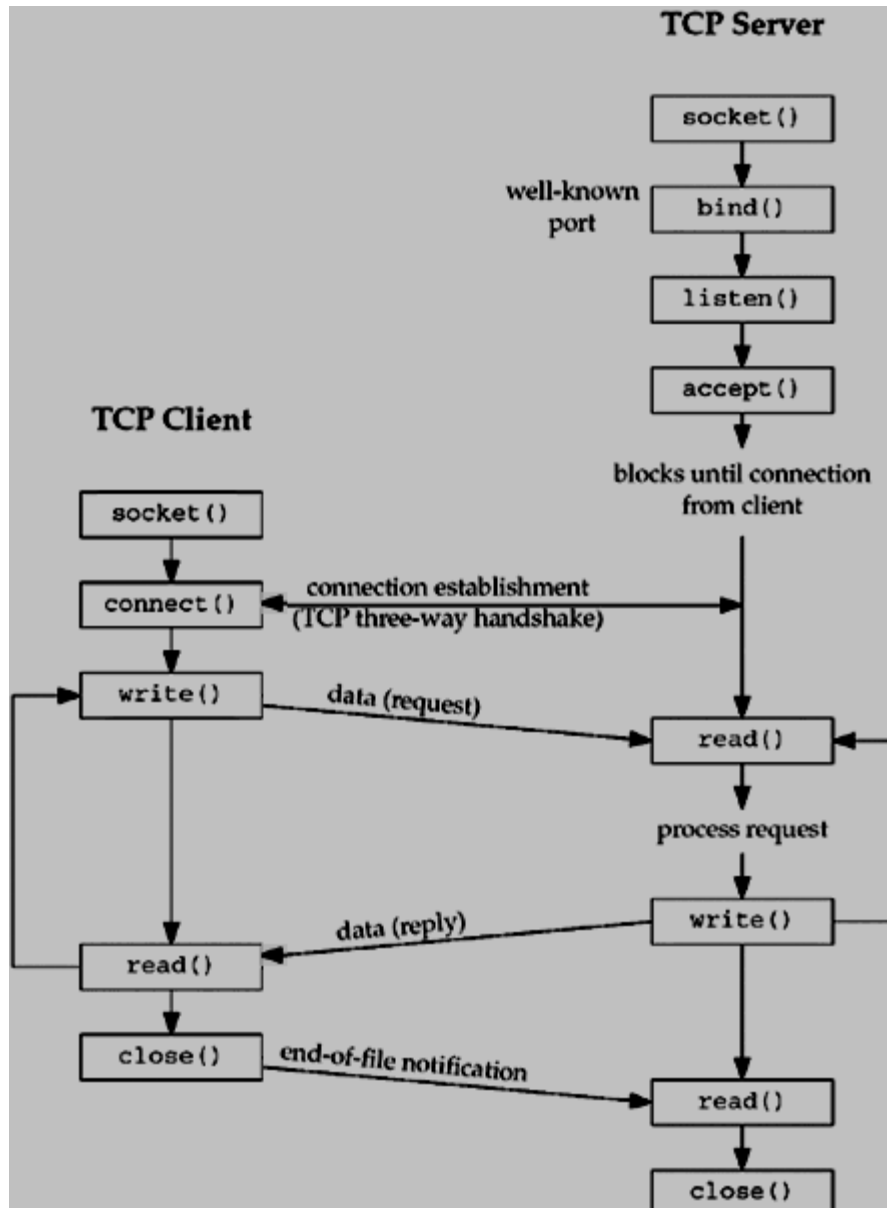 TCP Server
socket()
well-known
port
bind()
listen()
accept()
blocks until connection
from client
TCP Client
socket()
connect()
connection establishment
(TCP three-way handshake)
write()
data (request)
read()
process request
write()
data (reply)
read()
close()
end-of-file notification
read()
close()